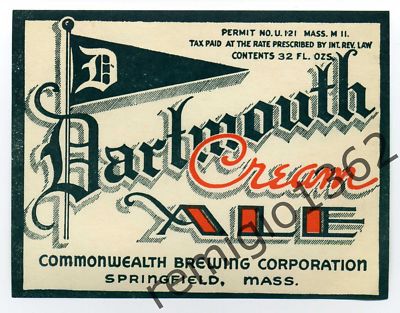 PERMIT NO. U. 121 MASS. M 11.
TAX PAID AT THE RATE PRESCRIBED BY INT. REV. LAW
CONTENTS 32 FL. OZS.
D
Dartmouth
Cream
ALE
COMMONWEALTH BREWING CORPORATION
SPRINGFIELD, MASS.
remiglo1362